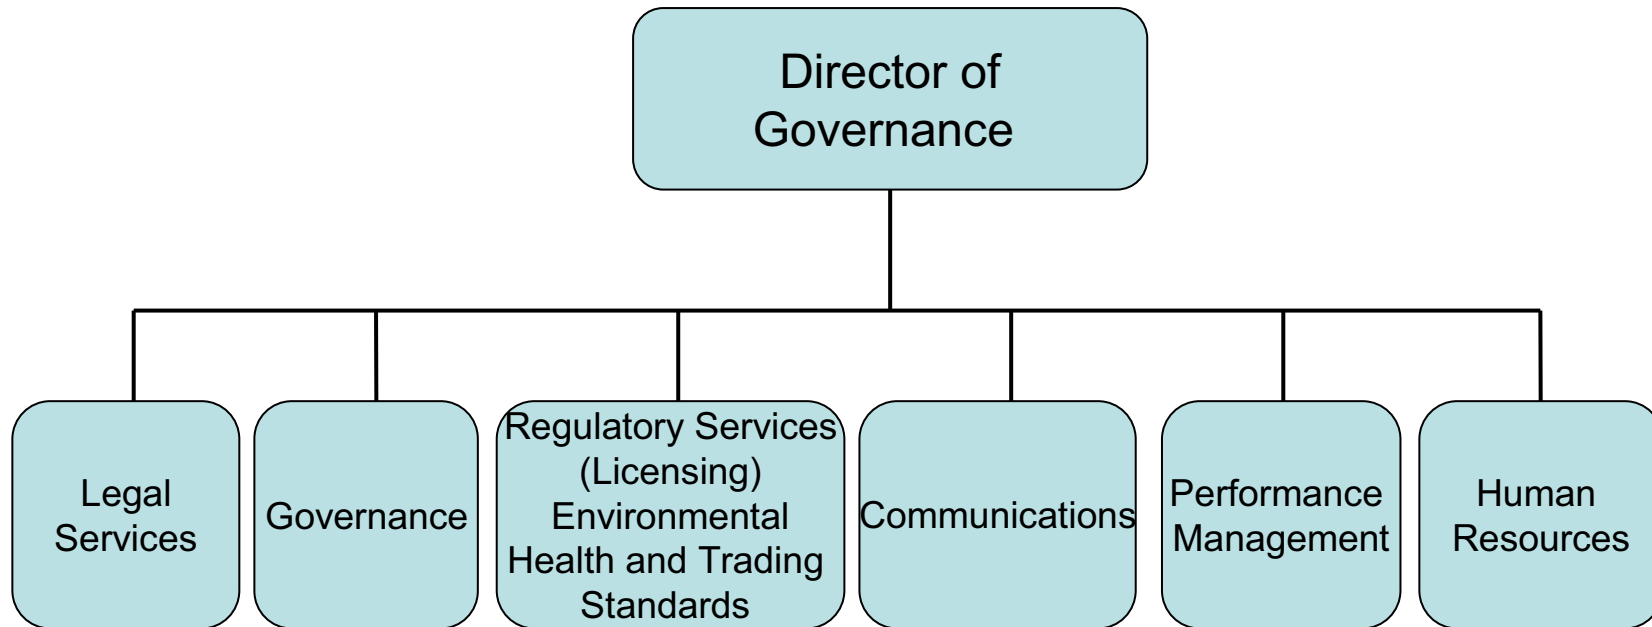 Director of
Governance
Legal
Services
Governance
Regulatory Services
(Licensing)
Environmental
Health and Trading
Standards
Communications
Performance
Management
Human
Resources